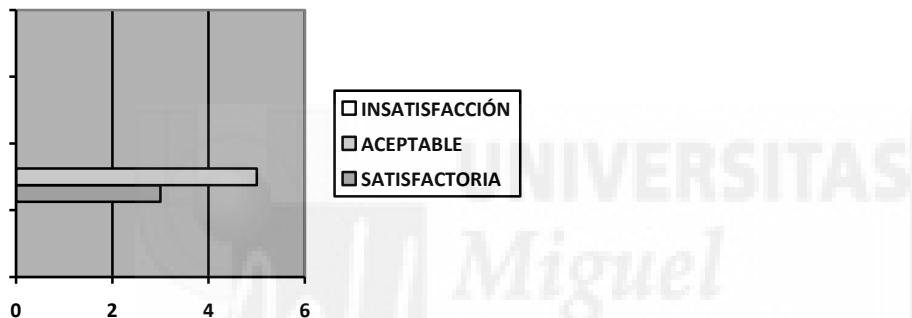 INSATISFACCIÓN
ACEPTABLE
SATISFACTORIA
UNIVERSITAS
Miguel
0 2 4 6